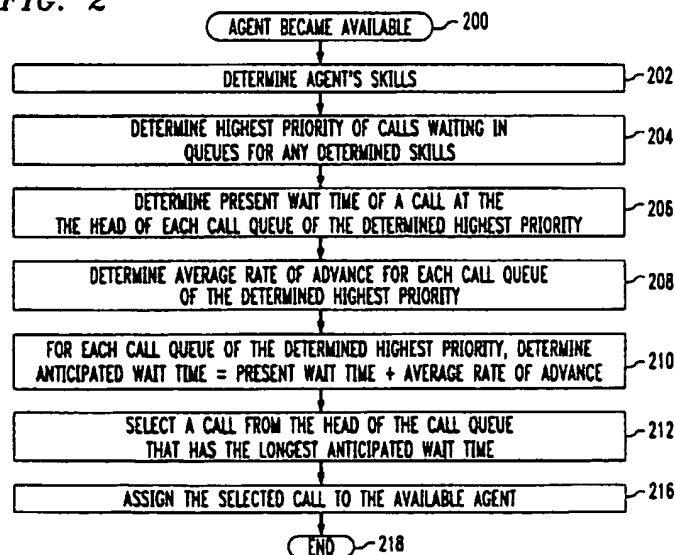 FIG. 2
AGENT BECAME AVAILABLE 200
DETERMINE AGENT'S SKILLS 202
DETERMINE HIGHEST PRIORITY OF CALLS WAITING IN
QUEUES FOR ANY DETERMINED SKILLS 204
DETERMINE PRESENT WAIT TIME OF A CALL AT THE
THE HEAD OF EACH CALL QUEUE OF THE DETERMINED HIGHEST PRIORITY 206
DETERMINE AVERAGE RATE OF ADVANCE FOR EACH CALL QUEUE
OF THE DETERMINED HIGHEST PRIORITY 208
FOR EACH CALL QUEUE OF THE DETERMINED HIGHEST PRIORITY, DETERMINE
ANTICIPATED WAIT TIME = PRESENT WAIT TIME + AVERAGE RATE OF ADVANCE 210
SELECT A CALL FROM THE HEAD OF THE CALL QUEUE
THAT HAS THE LONGEST ANTICIPATED WAIT TIME 212
ASSIGN THE SELECTED CALL TO THE AVAILABLE AGENT 216
END 218